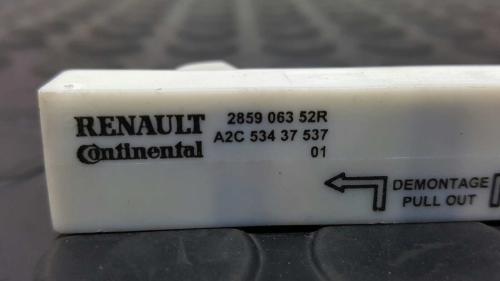 RENAULT 2859 063 52R
Continental A2C 534 37 537
01
DEMONTAGE
PULL OUT